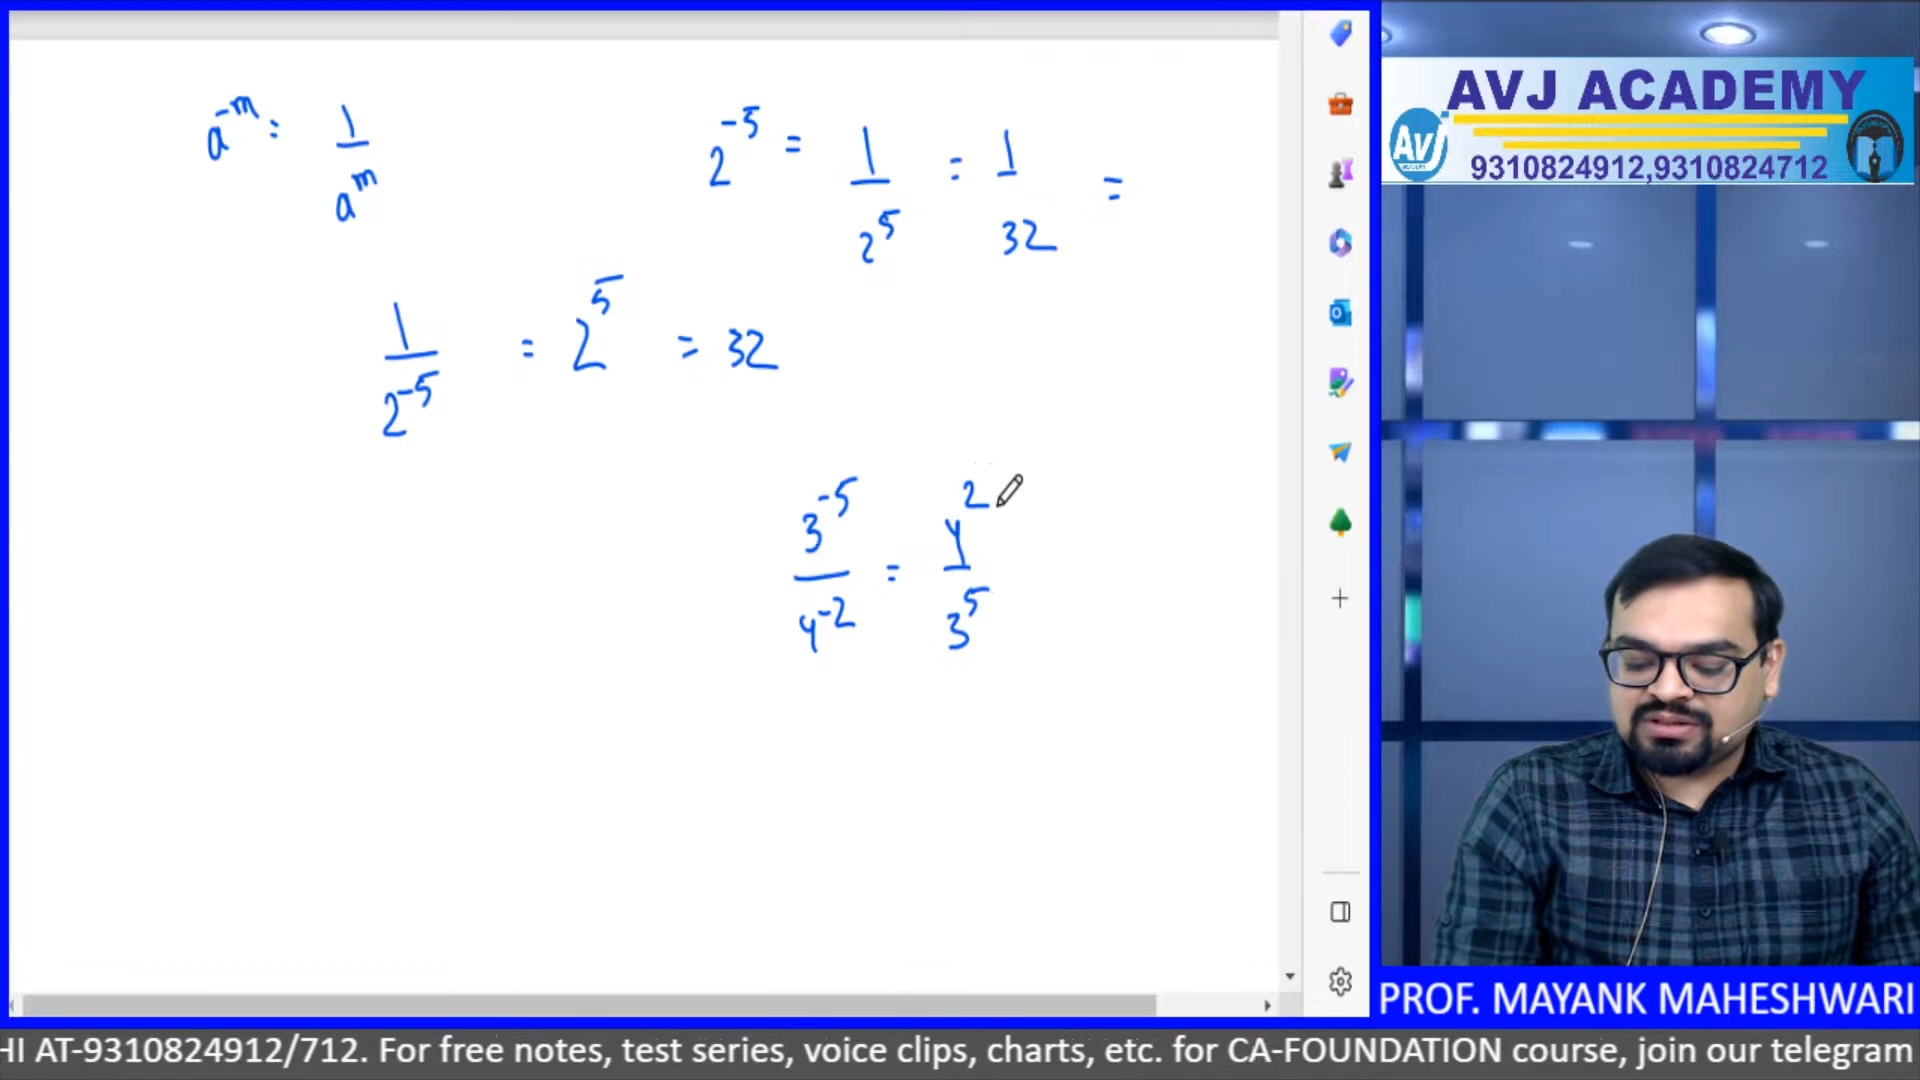 a^-m = 1/a^m
2^-5 = 1/2^5 = 1/32 =
1/2^-5 = 2^5 = 32
3^-5/4^-2 = 4^2/3^5
AVJ ACADEMY
AVJ
9310824912,9310824712
PROF. MAYANK MAHESHWARI
HI AT-9310824912/712. For free notes, test series, voice clips, charts, etc. for CA-FOUNDATION course, join our telegram